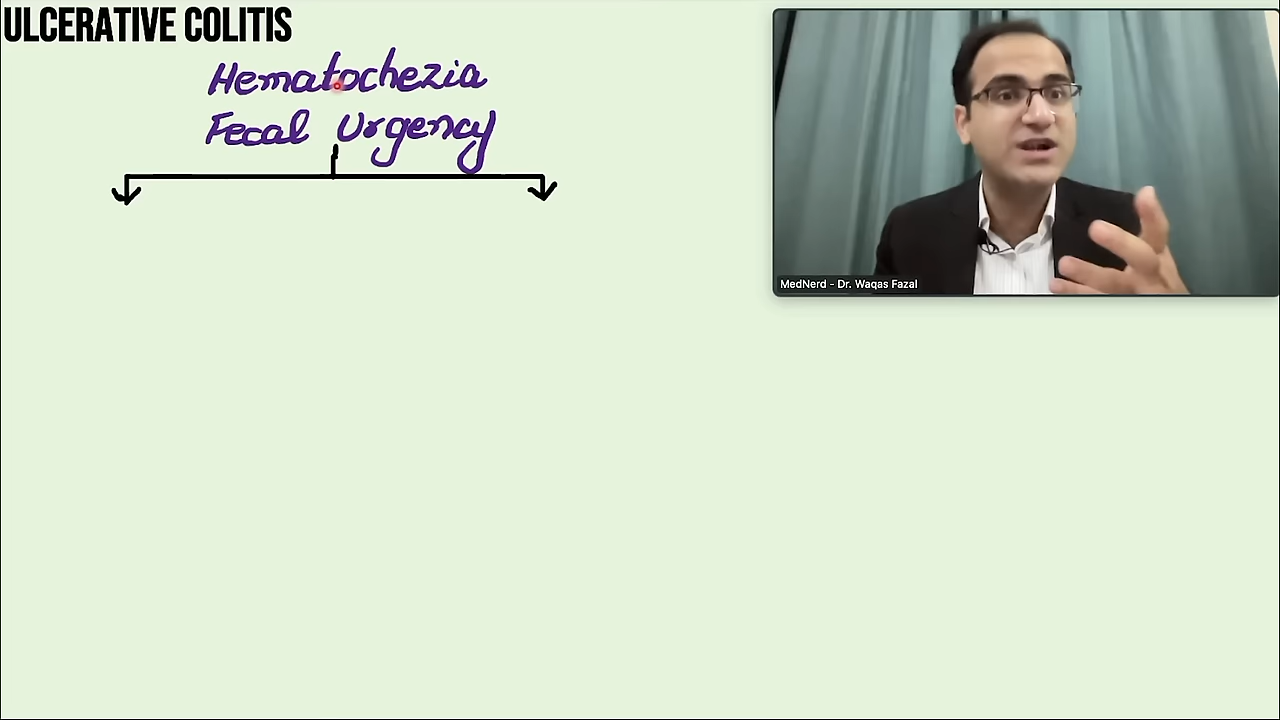 ULCERATIVE COLITIS
Hematochezia
Fecal Urgency
MedNerd - Dr. Waqas Fazal